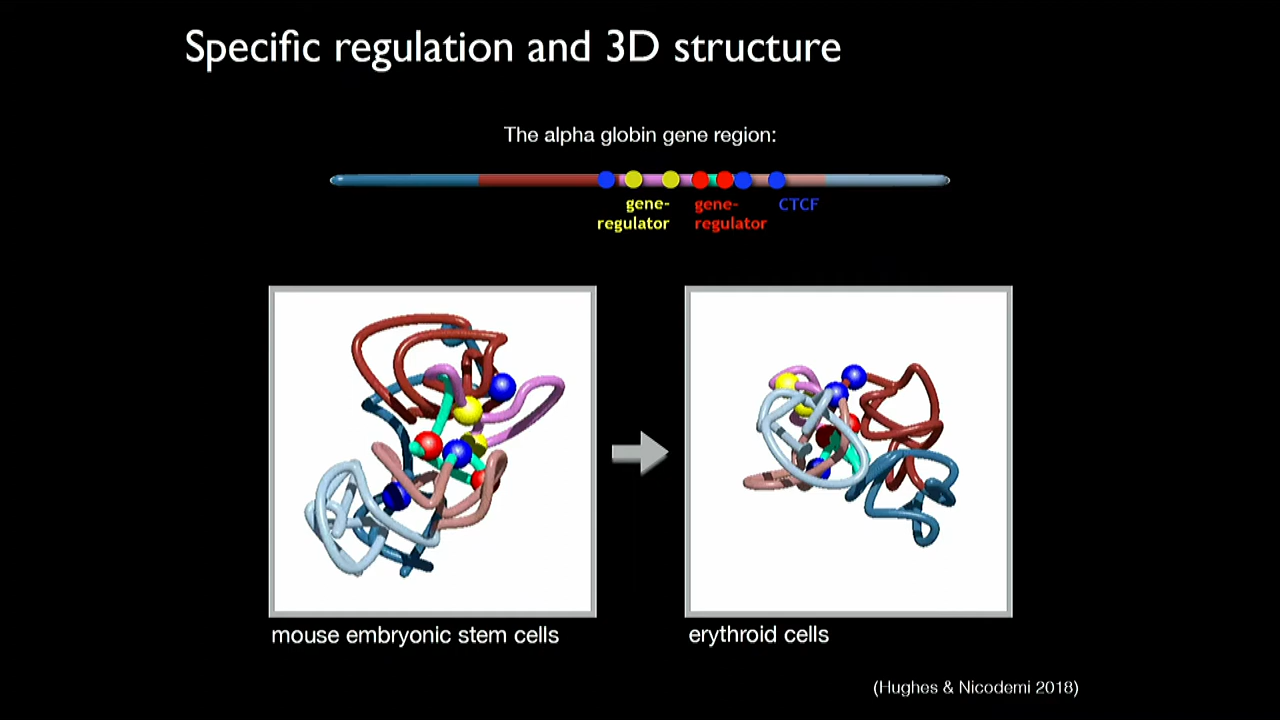 Specific regulation and 3D structure
The alpha globin gene region:
gene-
regulator
gene-
regulator
CTCF
mouse embryonic stem cells
erythroid cells
(Hughes & Nicodemi 2018)